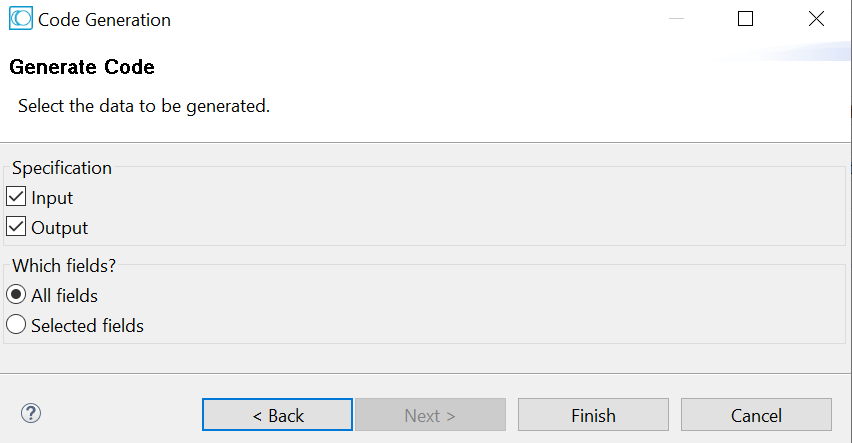 Code Generation
Generate Code
Select the data to be generated.
Specification
Input
Output
Which fields?
All fields
Selected fields
?
< Back
Next >
Finish
Cancel